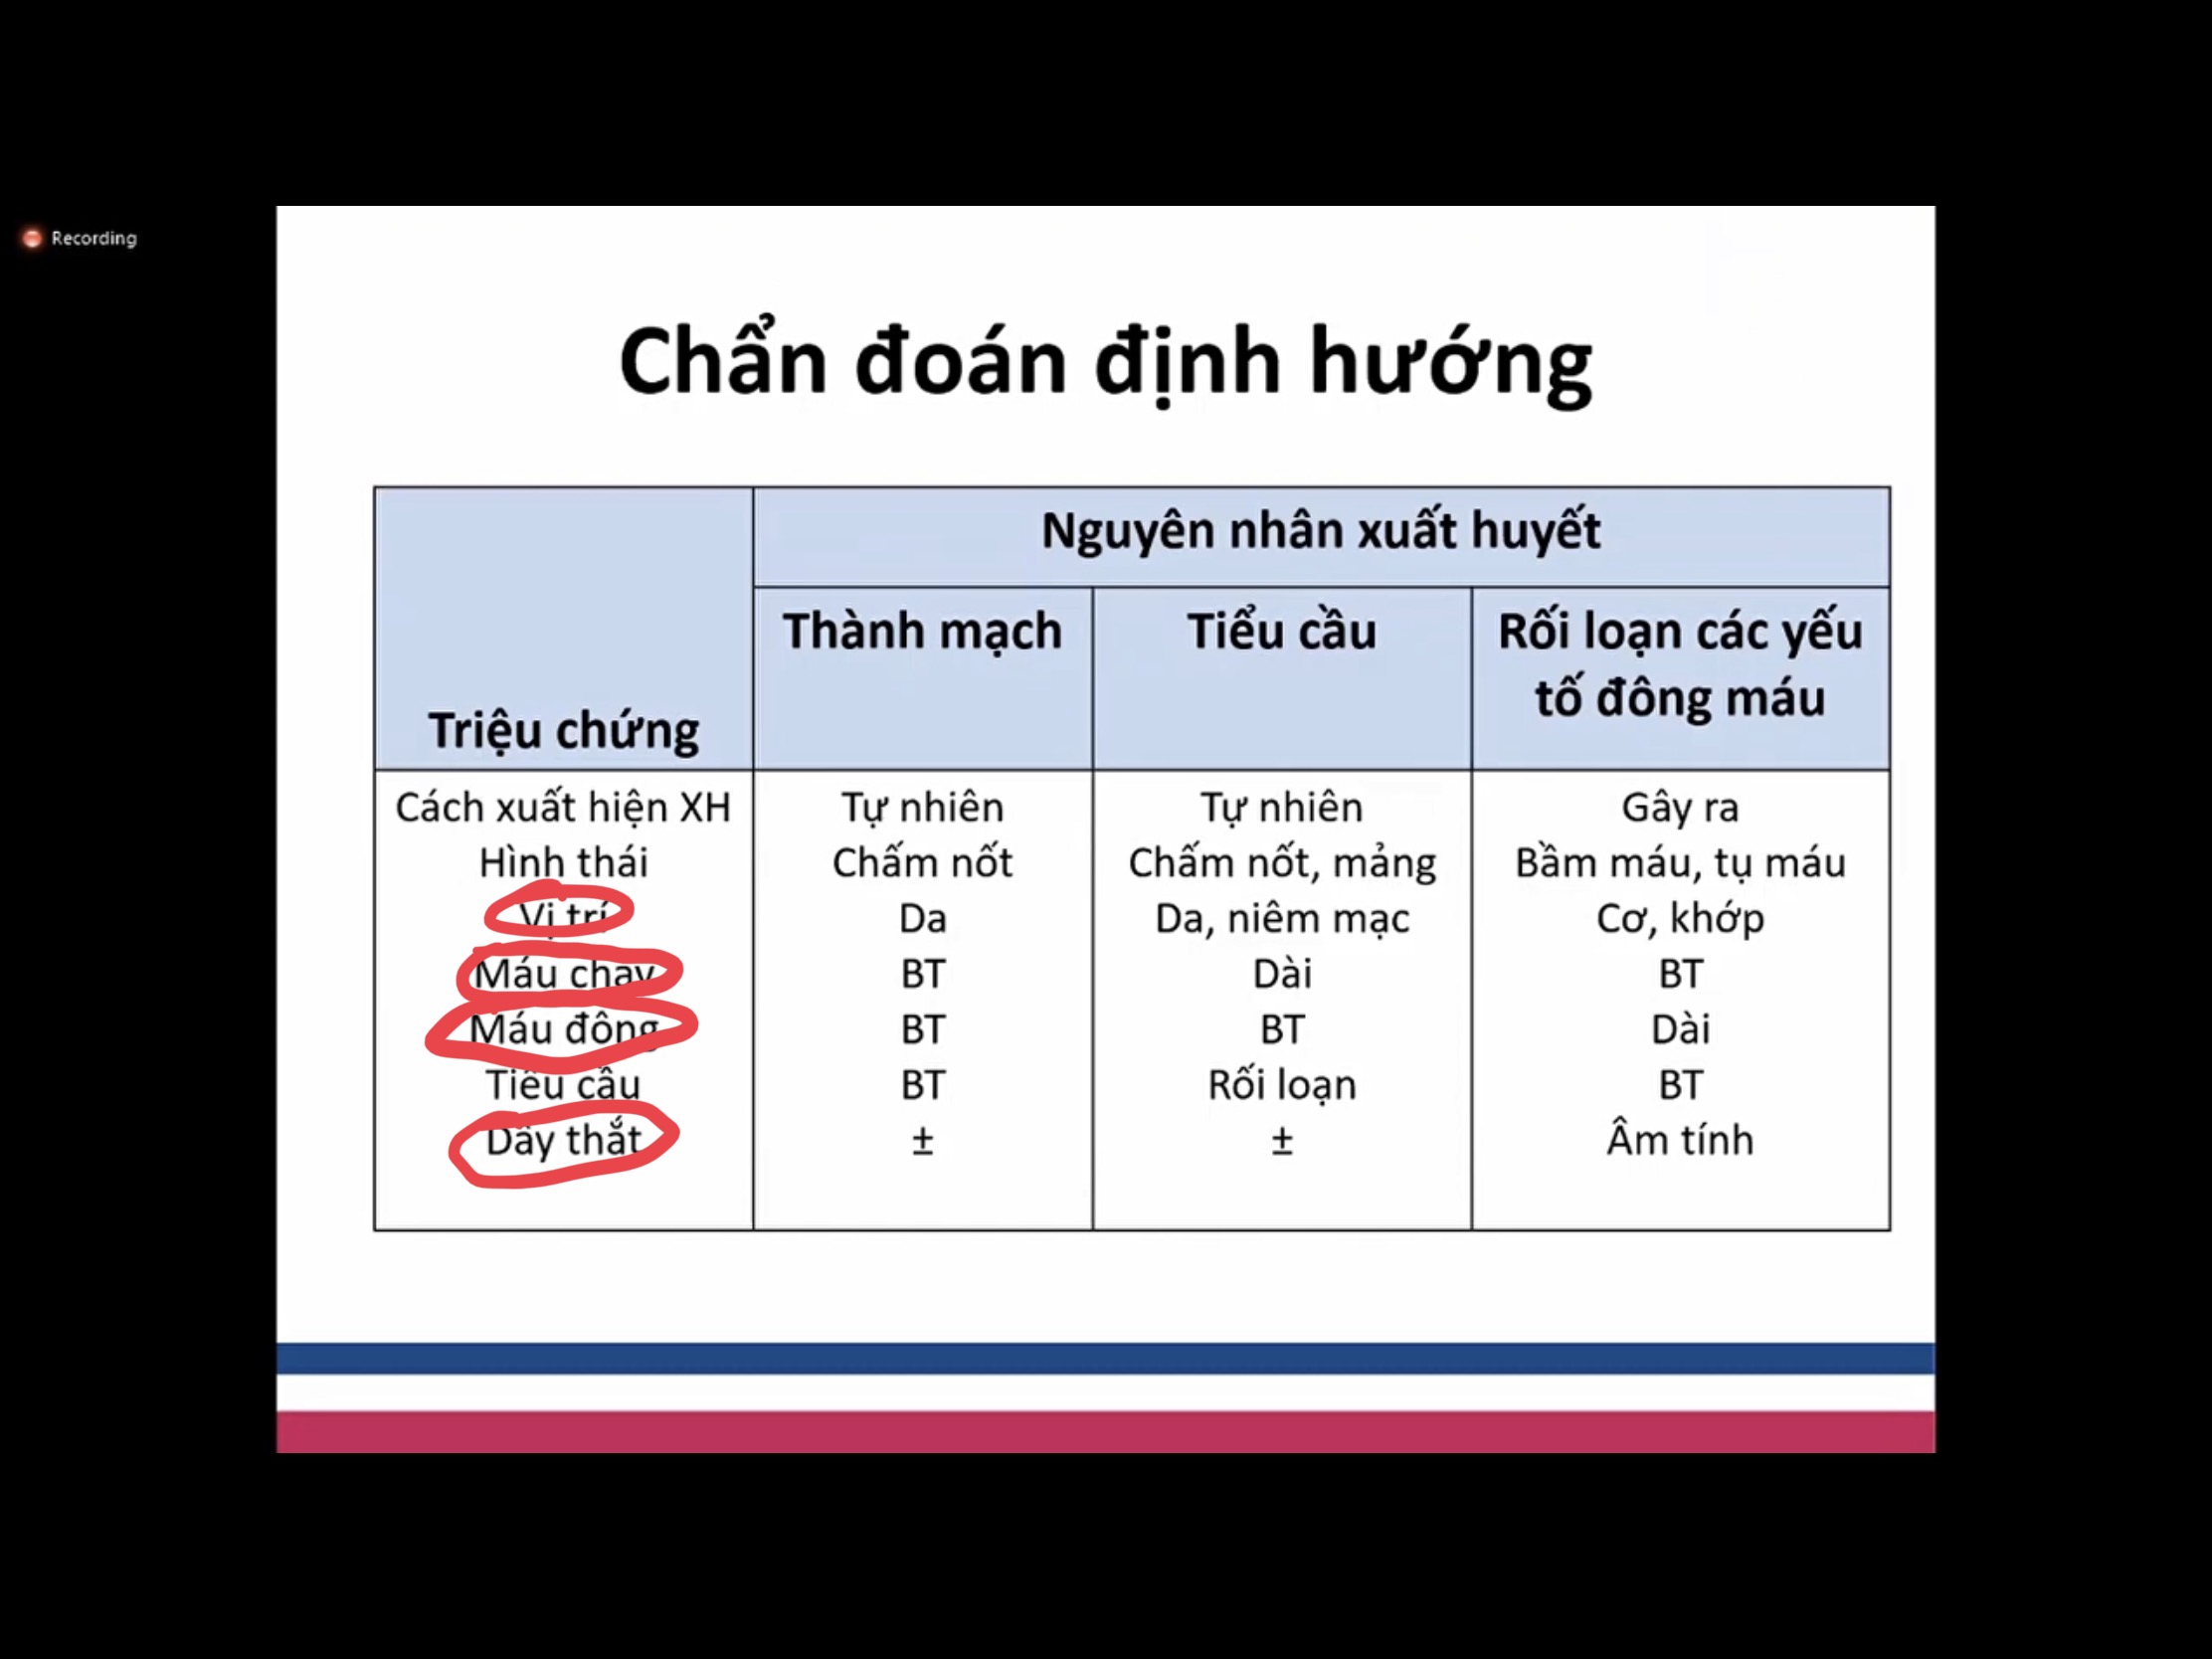 Recording
Chẩn đoán định hướng
Nguyên nhân xuất huyết
Triệu chứng
Thành mạch
Tiểu cầu
Rối loạn các yếu
tố đông máu
Cách xuất hiện XH Tự nhiên Tự nhiên Gây ra
Hình thái Chấm nốt Chấm nốt, mảng Bầm máu, tụ máu
Vị trí Da Da, niêm mạc Cơ, khớp
Máu chảy BT Dài BT
Máu đông BT BT Dài
Tiểu cầu BT Rối loạn BT
Dây thắt ± ± Âm tính